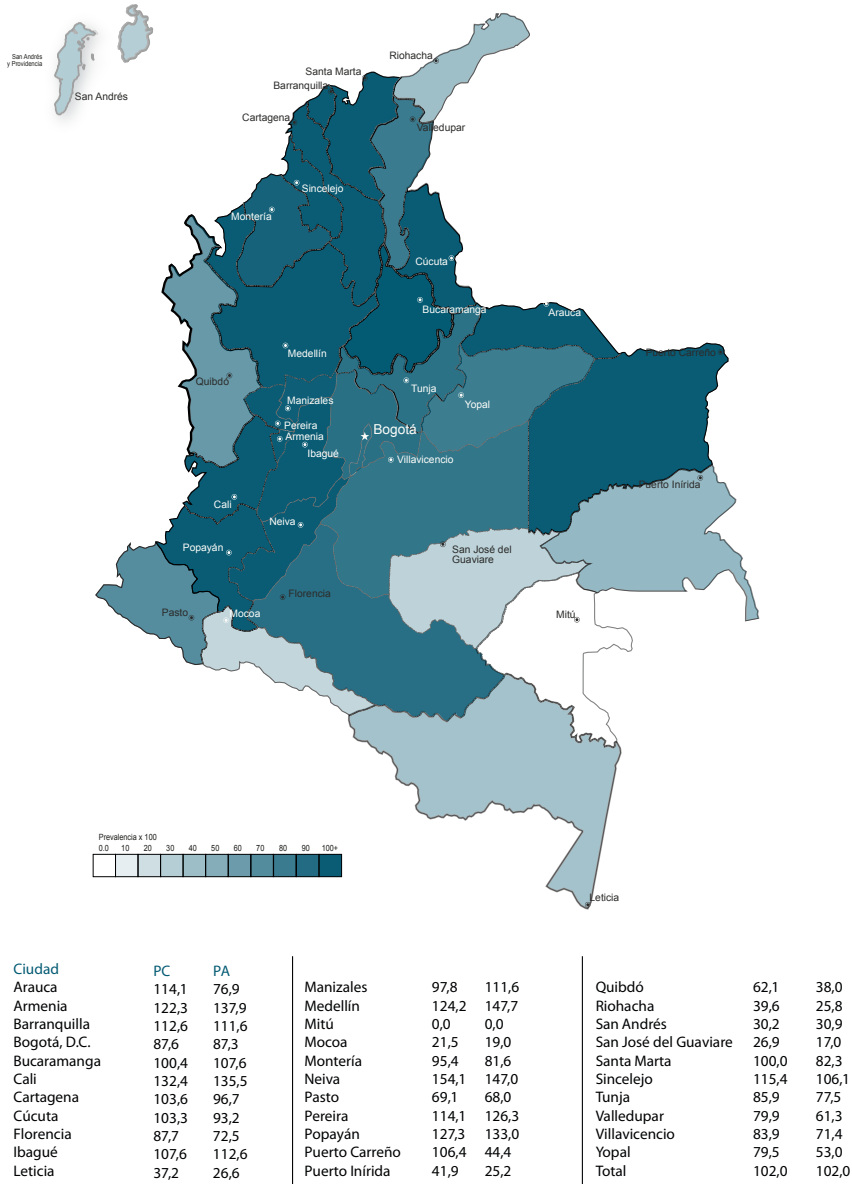 San Andrés
y Providencia
San Andrés
Riohacha
Santa Marta
Barranquilla
Cartagena
Valledupar
Sincelejo
Montería
Cúcuta
Bucaramanga
Arauca
Medellín
Puerto Carreño
Quibdó
Tunja
Manizales
Yopal
Pereira
Bogotá
Armenia
Ibagué
Villavicencio
Puerto Inírida
Cali
Neiva
Popayán
San José del
Guaviare
Florencia
Pasto
Mocoa
Mitú
Leticia
Prevalencia x 100
0.0 10 20 30 40 50 60 70 80 90 100+
Ciudad PC PA
Arauca 114,1 76,9
Armenia 122,3 137,9
Barranquilla 112,6 111,6
Bogotá, D.C. 87,6 87,3
Bucaramanga 100,4 107,6
Cali 132,4 135,5
Cartagena 103,6 96,7
Cúcuta 103,3 93,2
Florencia 87,7 72,5
Ibagué 107,6 112,6
Leticia 37,2 26,6
Manizales 97,8 111,6
Medellín 124,2 147,7
Mitú 0,0 0,0
Mocoa 21,5 19,0
Montería 95,4 81,6
Neiva 154,1 147,0
Pasto 69,1 68,0
Pereira 114,1 126,3
Popayán 127,3 133,0
Puerto Carreño 106,4 44,4
Puerto Inírida 41,9 25,2
Quibdó 62,1 38,0
Riohacha 39,6 25,8
San Andrés 30,2 30,9
San José del Guaviare 26,9 17,0
Santa Marta 100,0 82,3
Sincelejo 115,4 106,1
Tunja 85,9 77,5
Valledupar 79,9 61,3
Villavicencio 83,9 71,4
Yopal 79,5 53,0
Total 102,0 102,0